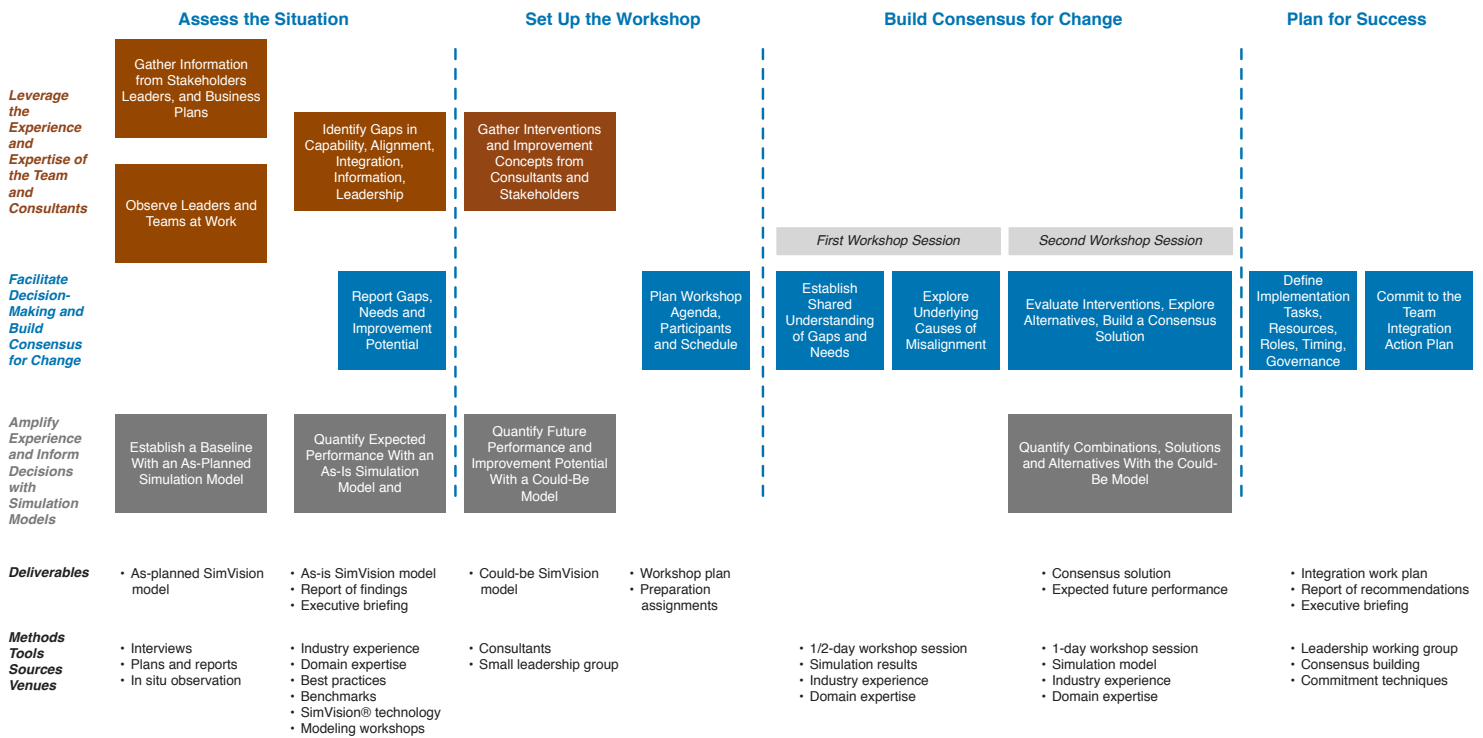 Assess the Situation
Set Up the Workshop
Build Consensus for Change
Plan for Success
Leverage
the
Experience
and
Expertise of
the Team
and
Consultants
Gather Information
from Stakeholders
Leaders, and Business
Plans
Observe Leaders and
Teams at Work
Identify Gaps in
Capability, Alignment,
Integration,
Information,
Leadership
Gather Interventions
and Improvement
Concepts from
Consultants and
Stakeholders
First Workshop Session
Second Workshop Session
Facilitate
Decision-
Making and
Build
Consensus
for Change
Report Gaps,
Needs and
Improvement
Potential
Plan Workshop
Agenda,
Participants
and Schedule
Establish
Shared
Understanding
of Gaps and
Needs
Explore
Underlying
Causes of
Misalignment
Evaluate Interventions, Explore
Alternatives, Build a Consensus
Solution
Define
Implementation
Tasks,
Resources,
Roles, Timing,
Governance
Commit to the
Team
Integration
Action Plan
Amplify
Experience
and Inform
Decisions
with
Simulation
Models
Establish a Baseline
With an As-Planned
Simulation Model
Quantify Expected
Performance With an
As-Is Simulation
Model and
Quantify Future
Performance and
Improvement Potential
With a Could-Be
Model
Quantify Combinations, Solutions
and Alternatives With the Could-
Be Model
Deliverables
• As-planned SimVision
model
• As-is SimVision model
• Report of findings
• Executive briefing
• Could-be SimVision
model
• Workshop plan
• Preparation
assignments
• Consensus solution
• Expected future performance
• Integration work plan
• Report of recommendations
• Executive briefing
Methods
Tools
Sources
Venues
• Interviews
• Plans and reports
• In situ observation
• Industry experience
• Domain expertise
• Best practices
• Benchmarks
• SimVision® technology
• Modeling workshops
• Consultants
• Small leadership group
• 1/2-day workshop session
• Simulation results
• Industry experience
• Domain expertise
• 1-day workshop session
• Simulation model
• Industry experience
• Domain expertise
• Leadership working group
• Consensus building
• Commitment techniques